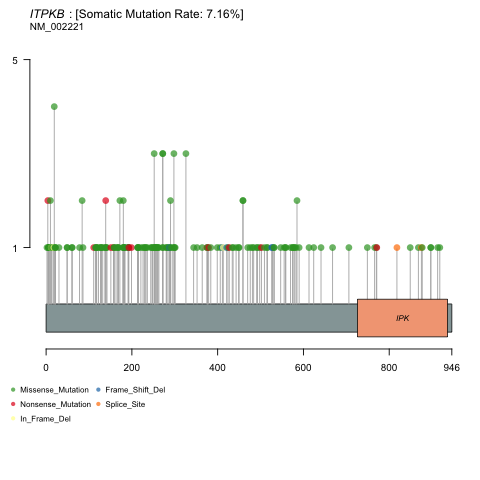 ITPKB : [Somatic Mutation Rate: 7.16%]
NM_002221
5
1
IPK
0 200 400 600 800 946
Missense_Mutation Frame_Shift_Del
Nonsense_Mutation Splice_Site
In_Frame_Del